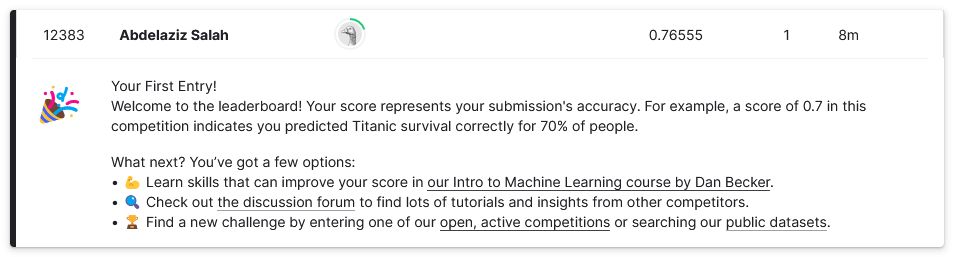 12383 Abdelaziz Salah 0.76555 1 8m
Your First Entry!
Welcome to the leaderboard! Your score represents your submission's accuracy. For example, a score of 0.7 in this
competition indicates you predicted Titanic survival correctly for 70% of people.
What next? You’ve got a few options:
• 💪 Learn skills that can improve your score in our Intro to Machine Learning course by Dan Becker.
• 🔍 Check out the discussion forum to find lots of tutorials and insights from other competitors.
• 🏆 Find a new challenge by entering one of our open, active competitions or searching our public datasets.